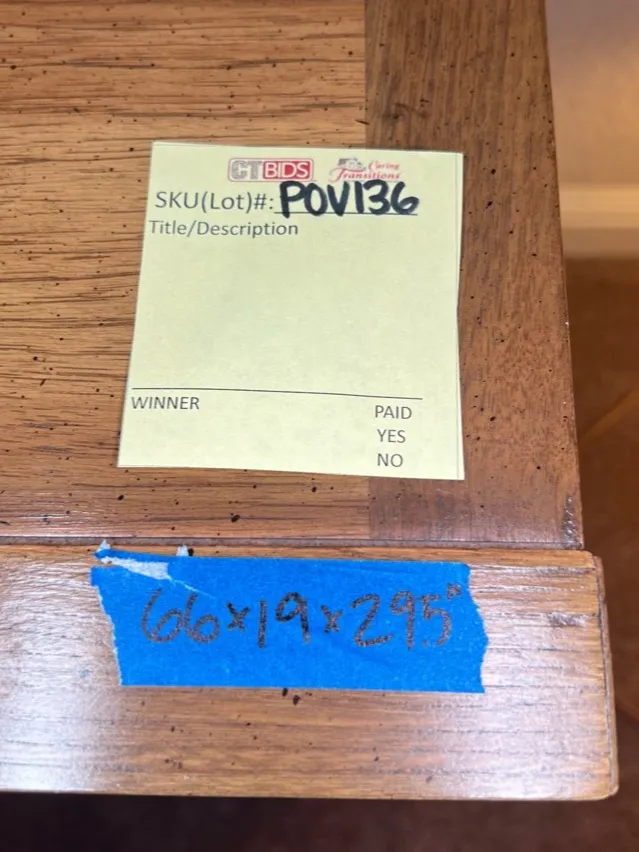 CTBIDS Caring Transitions
SKU(Lot)#: POV136
Title/Description
WINNER PAID
YES
NO
66x19x29.5"